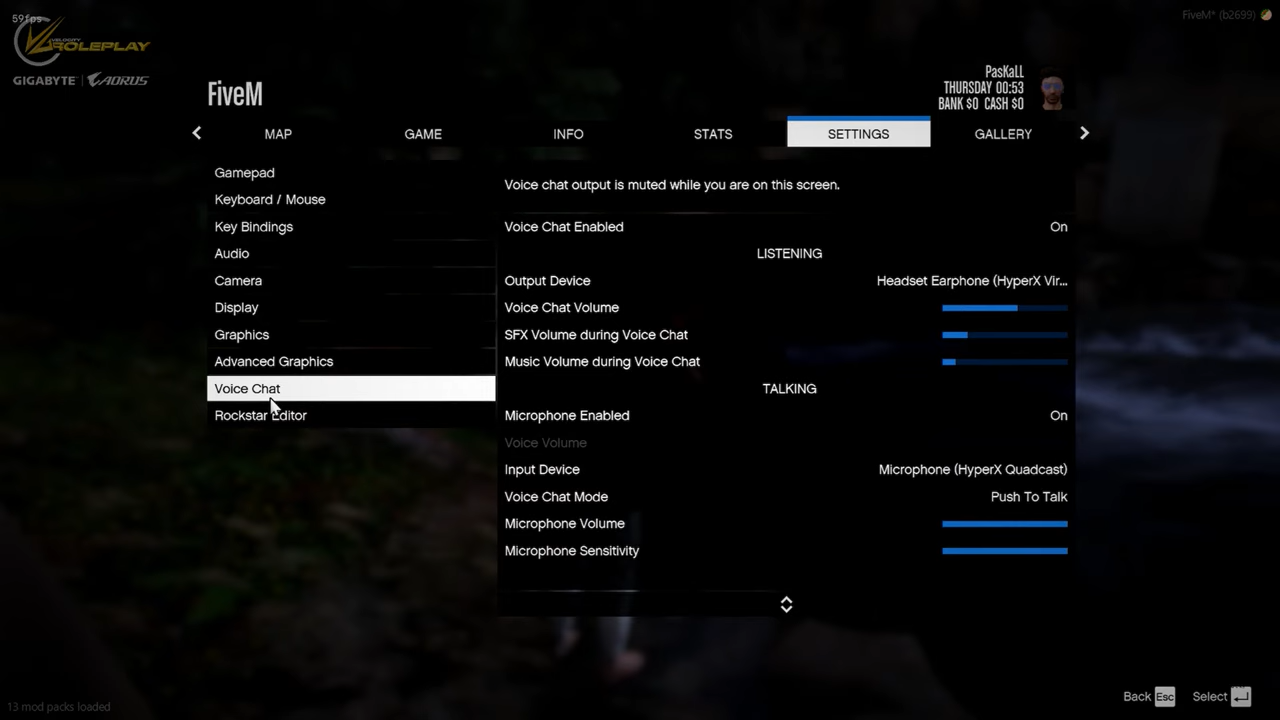 59fps
FiveM* (b2699)
VELOCITY
ROLEPLAY
GIGABYTE | AORUS
FiveM
PasKaLL
THURSDAY 00:53
BANK $0 CASH $0
MAP GAME INFO STATS SETTINGS GALLERY
Gamepad
Keyboard / Mouse
Key Bindings
Audio
Camera
Display
Graphics
Advanced Graphics
Voice Chat
Rockstar Editor
Voice chat output is muted while you are on this screen.
Voice Chat Enabled On
LISTENING
Output Device Headset Earphone (HyperX Vir...
Voice Chat Volume
SFX Volume during Voice Chat
Music Volume during Voice Chat
TALKING
Microphone Enabled On
Voice Volume
Input Device Microphone (HyperX Quadcast)
Voice Chat Mode Push To Talk
Microphone Volume
Microphone Sensitivity
Back Esc Select
13 mod packs loaded